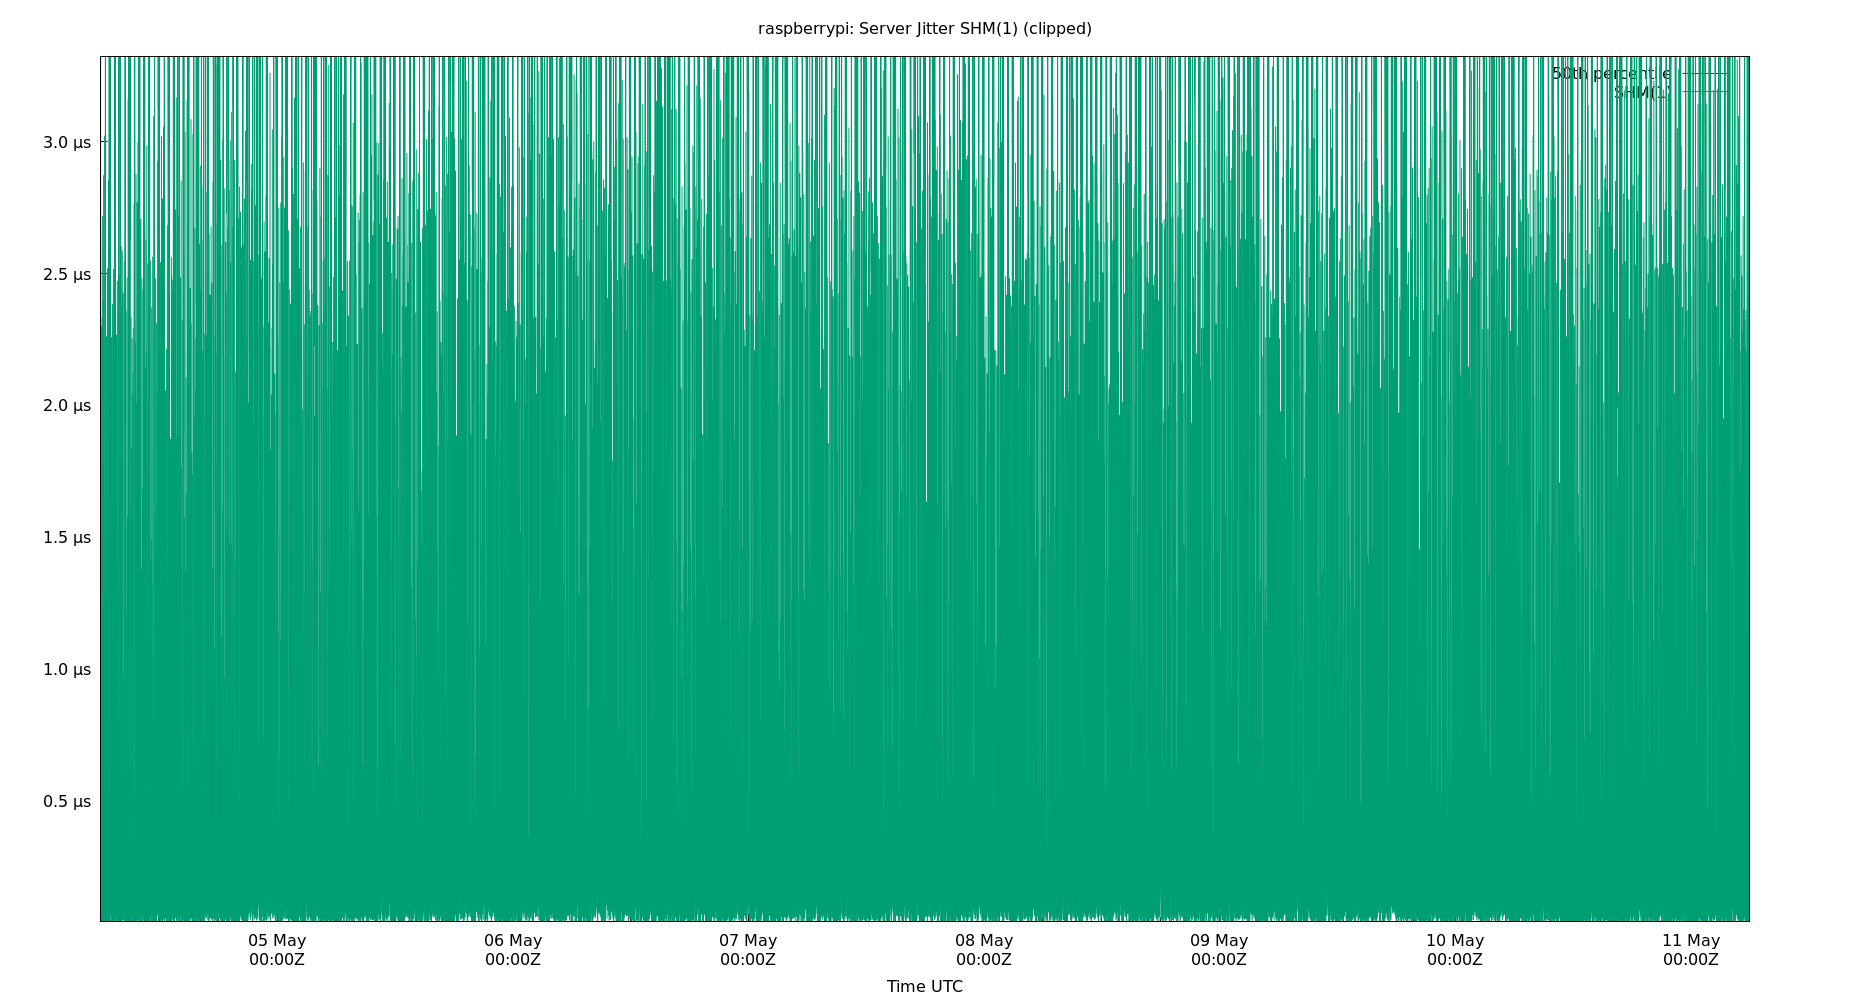 raspberrypi: Server Jitter SHM(1) (clipped)
50th percentile
SHM(1)
3.0 µs
2.5 µs
2.0 µs
1.5 µs
1.0 µs
0.5 µs
05 May 06 May 07 May 08 May 09 May 10 May 11 May
00:00Z 00:00Z 00:00Z 00:00Z 00:00Z 00:00Z 00:00Z
Time UTC